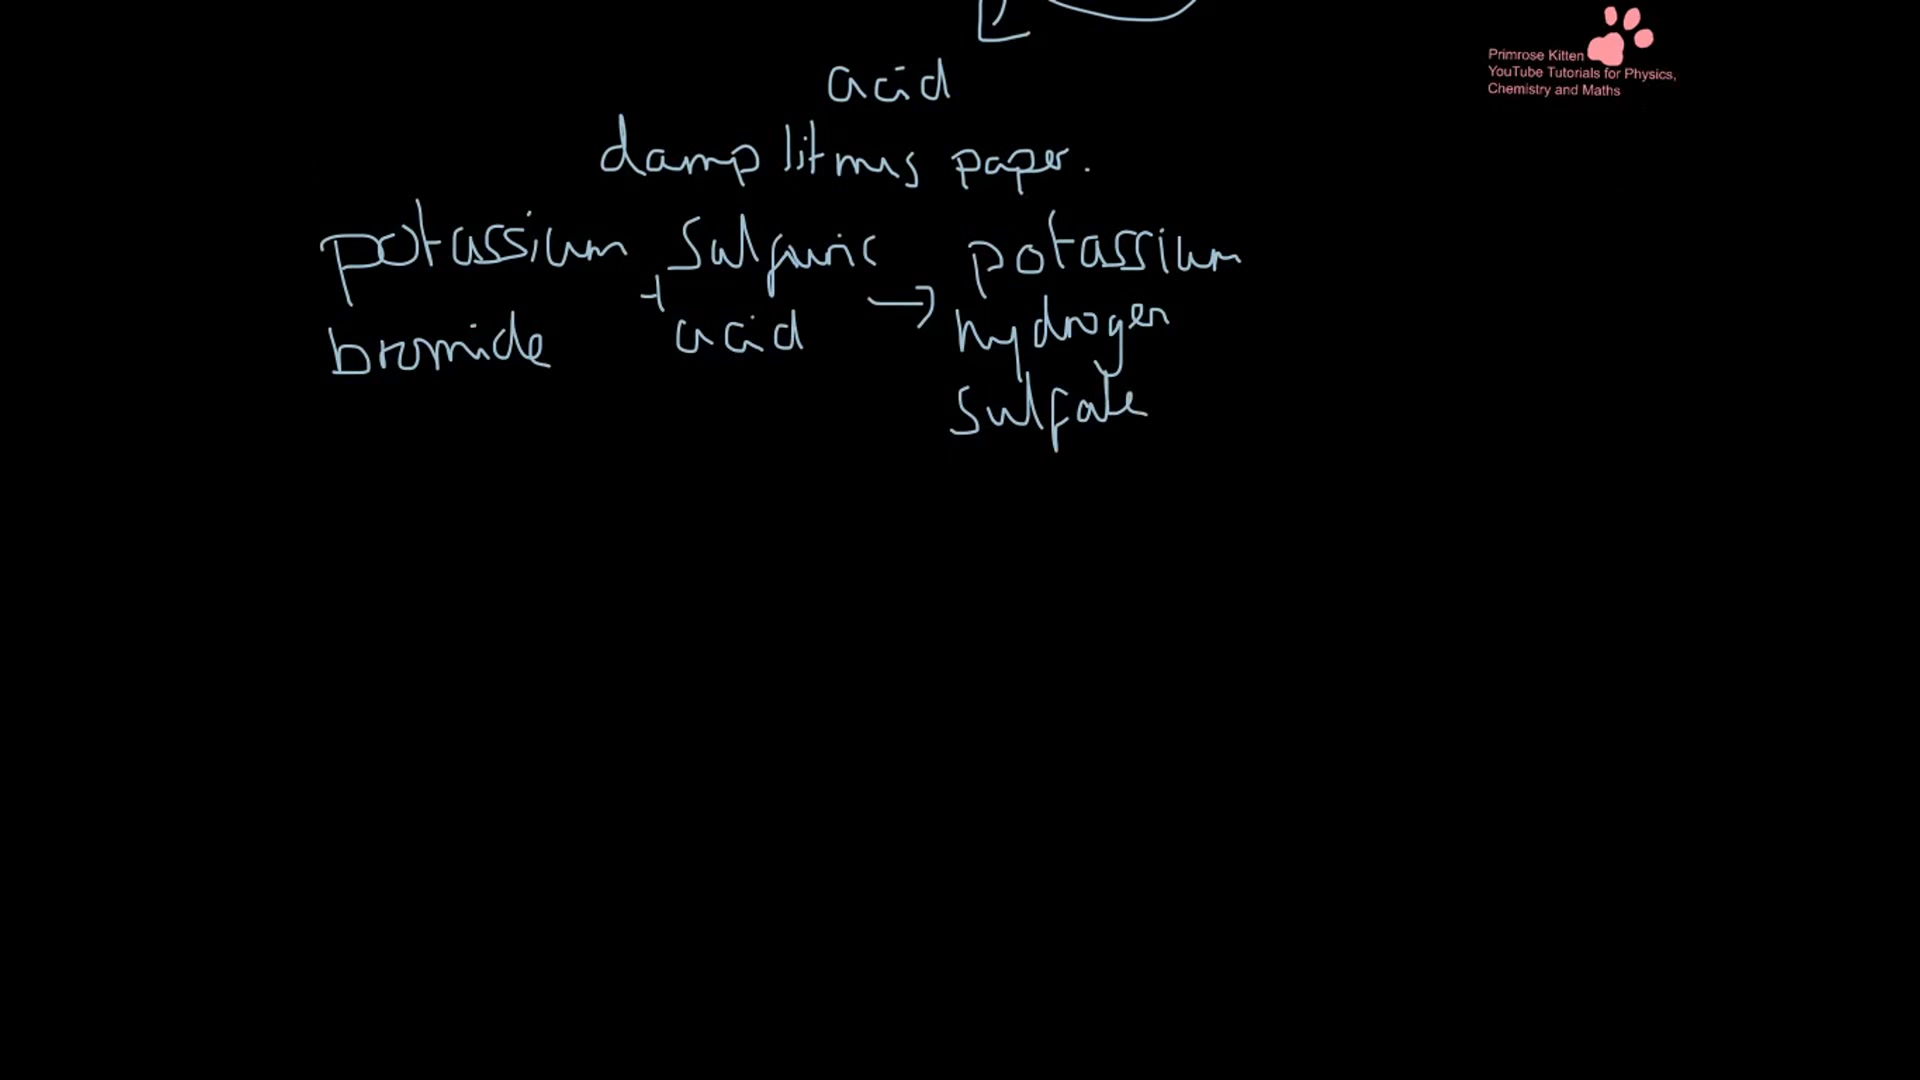 acid
damp litmus paper.
potassium + sulfuric → potassium
bromide acid hydrogen
sulfate
Primrose Kitten
YouTube Tutorials for Physics,
Chemistry and Maths